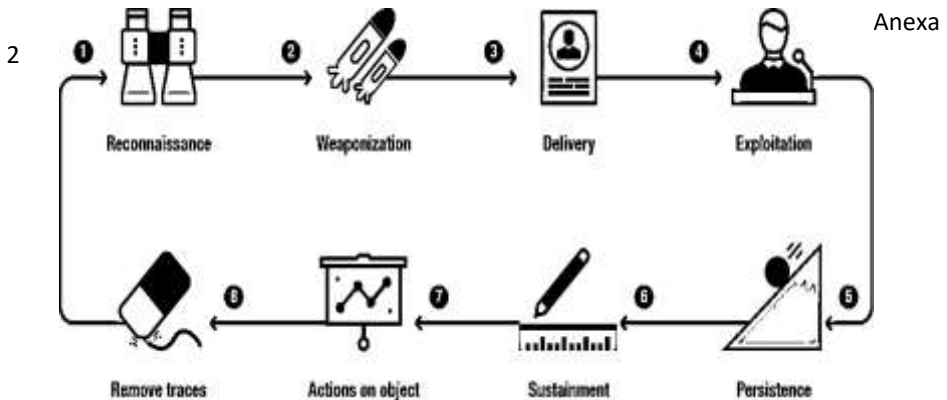 Anexa
2
1 2 3 4
Reconnaissance Weaponization Delivery Exploitation
8 7 6 5
Remove traces Actions on object Sustainment Persistence